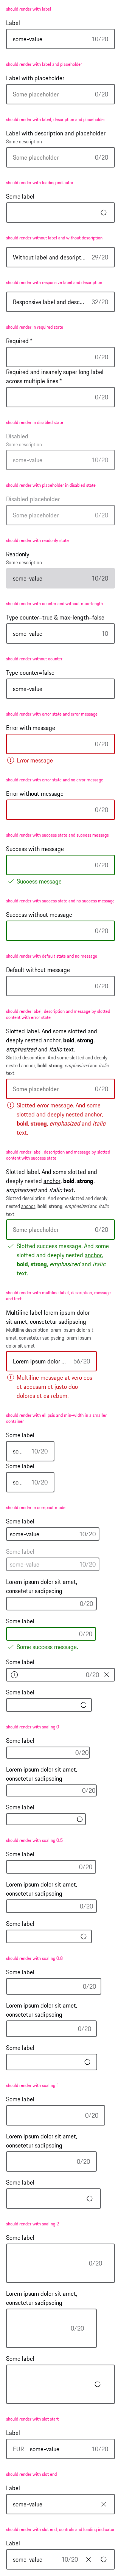 should render with label
Label
some-value 10/20
should render with label and placeholder
Label with placeholder
Some placeholder 0/20
should render with label, description and placeholder
Label with description and placeholder
Some description
Some placeholder 0/20
should render with loading indicator
Some label
should render without label and without description
Without label and descript... 29/20
should render with responsive label and description
Responsive label and desc... 32/20
should render in required state
Required *
0/20
Required and insanely super long label
across multiple lines *
0/20
should render in disabled state
Disabled
Some description
some-value 10/20
should render with placeholder in disabled state
Disabled placeholder
Some placeholder 0/20
should render with readonly state
Readonly
Some description
some-value 10/20
should render with counter and without max-length
Type counter=true & max-length=false
some-value 10
should render without counter
Type counter=false
some-value
should render with error state and error message
Error with message
0/20
Error message
should render with error state and no error message
Error without message
0/20
should render with success state and success message
Success with message
0/20
Success message
should render with success state and no success message
Success without message
0/20
should render with default state and no message
Default without message
0/20
should render label, description and message by slotted
content with error state
Slotted label. And some slotted and
deeply nested anchor, bold, strong,
emphasized and italic text.
Slotted description. And some slotted and deeply
nested anchor, bold, strong, emphasized and italic
text.
Some placeholder 0/20
Slotted error message. And some
slotted and deeply nested anchor,
bold, strong, emphasized and italic
text.
should render label, description and message by slotted
content with success state
Slotted label. And some slotted and
deeply nested anchor, bold, strong,
emphasized and italic text.
Slotted description. And some slotted and deeply
nested anchor, bold, strong, emphasized and italic
text.
Some placeholder 0/20
Slotted success message. And some
slotted and deeply nested anchor,
bold, strong, emphasized and italic
text.
should render with multiline label, description, message
and text
Multiline label lorem ipsum dolor
sit amet, consetetur sadipscing
Multiline description lorem ipsum dolor sit
amet, consetetur sadipscing lorem ipsum
dolor sit amet
Lorem ipsum dolor ... 56/20
Multiline message at vero eos
et accusam et justo duo
dolores et ea rebum.
should render with ellipsis and min-width in a smaller
container
Some label
so... 10/20
Some label
so... 10/20
should render in compact mode
Some label
some-value 10/20
Some label
some-value 10/20
Lorem ipsum dolor sit amet,
consetetur sadipscing
0/20
Some label
0/20
Some success message.
Some label
0/20
Some label
should render with scaling 0
Some label
0/20
Lorem ipsum dolor sit amet,
consetetur sadipscing
0/20
Some label
should render with scaling 0.5
Some label
0/20
Lorem ipsum dolor sit amet,
consetetur sadipscing
0/20
Some label
should render with scaling 0.8
Some label
0/20
Lorem ipsum dolor sit amet,
consetetur sadipscing
0/20
Some label
should render with scaling 1
Some label
0/20
Lorem ipsum dolor sit amet,
consetetur sadipscing
0/20
Some label
should render with scaling 2
Some label
0/20
Lorem ipsum dolor sit amet,
consetetur sadipscing
0/20
Some label
should render with slot start
Label
EUR some-value 10/20
should render with slot end
Label
some-value
should render with slot end, controls and loading indicator
Label
some-value 10/20